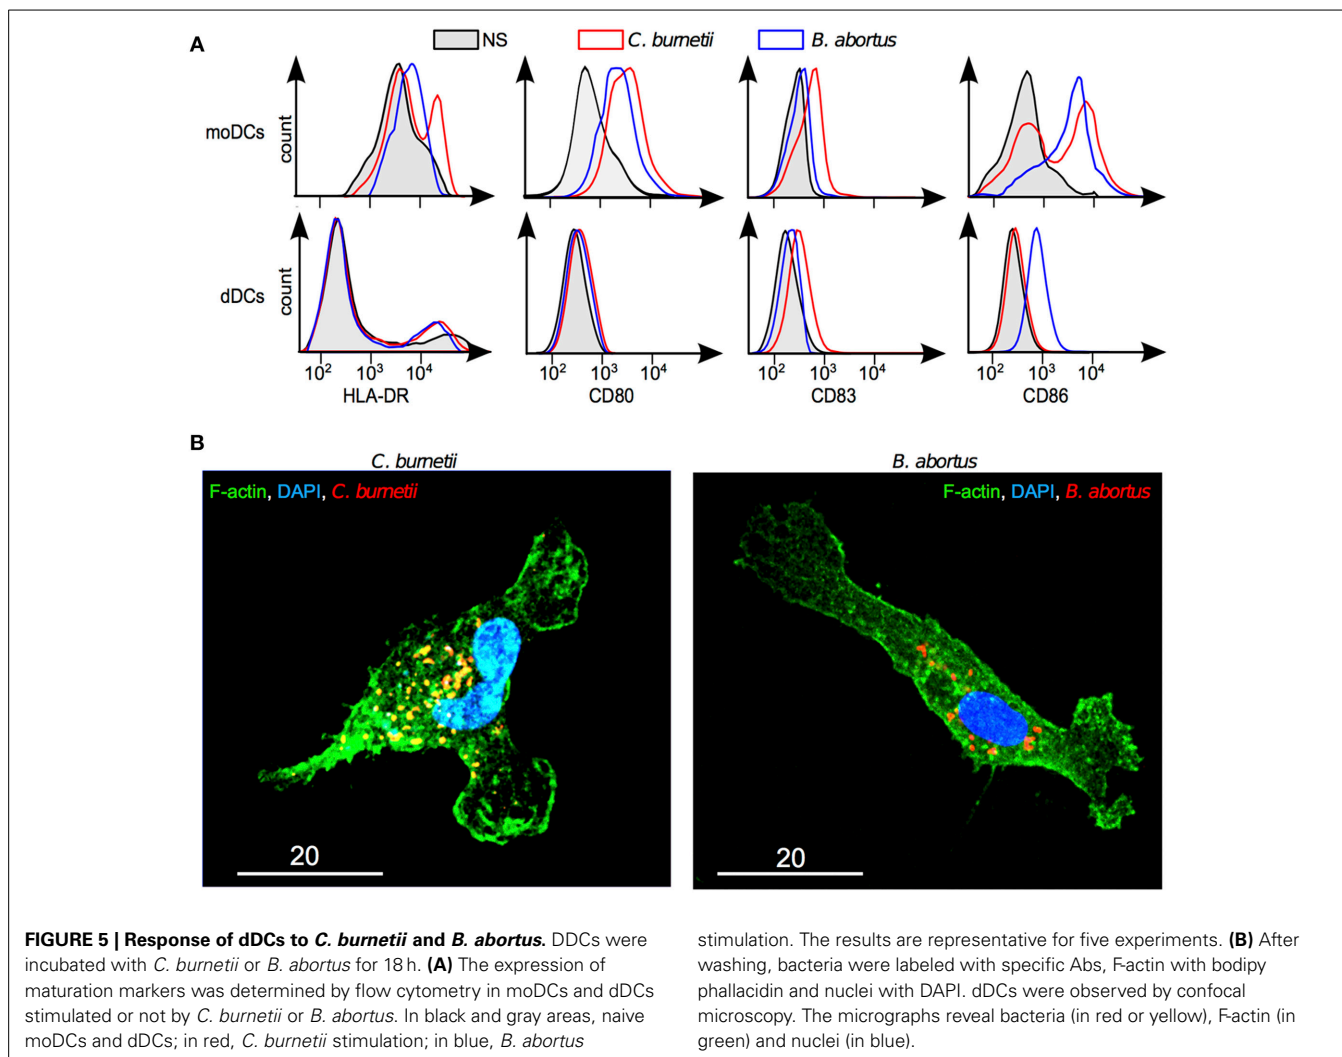 A
NS
C. burnetii
B. abortus
moDCs
count
dDCs
count
10² 10³ 10⁴
HLA-DR
10² 10³ 10⁴
CD80
10² 10³ 10⁴
CD83
10² 10³ 10⁴
CD86
B
C. burnetii
F-actin, DAPI, C. burnetii
20
B. abortus
F-actin, DAPI, B. abortus
20
FIGURE 5 | Response of dDCs to C. burnetii and B. abortus. DDCs were
incubated with C. burnetii or B. abortus for 18 h. (A) The expression of
maturation markers was determined by flow cytometry in moDCs and dDCs
stimulated or not by C. burnetii or B. abortus. In black and gray areas, naive
moDCs and dDCs; in red, C. burnetii stimulation; in blue, B. abortus
stimulation. The results are representative for five experiments. (B) After
washing, bacteria were labeled with specific Abs, F-actin with bodipy
phallacidin and nuclei with DAPI. dDCs were observed by confocal
microscopy. The micrographs reveal bacteria (in red or yellow), F-actin (in
green) and nuclei (in blue).